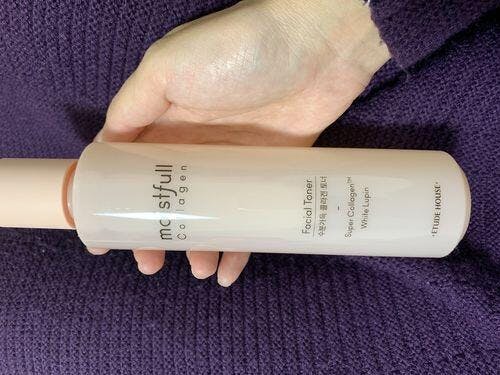 moistfull
Collagen
Facial Toner
수분가득 콜라겐 토너
-
Super Collagen™
White Lupin
·ETUDE HOUSE·